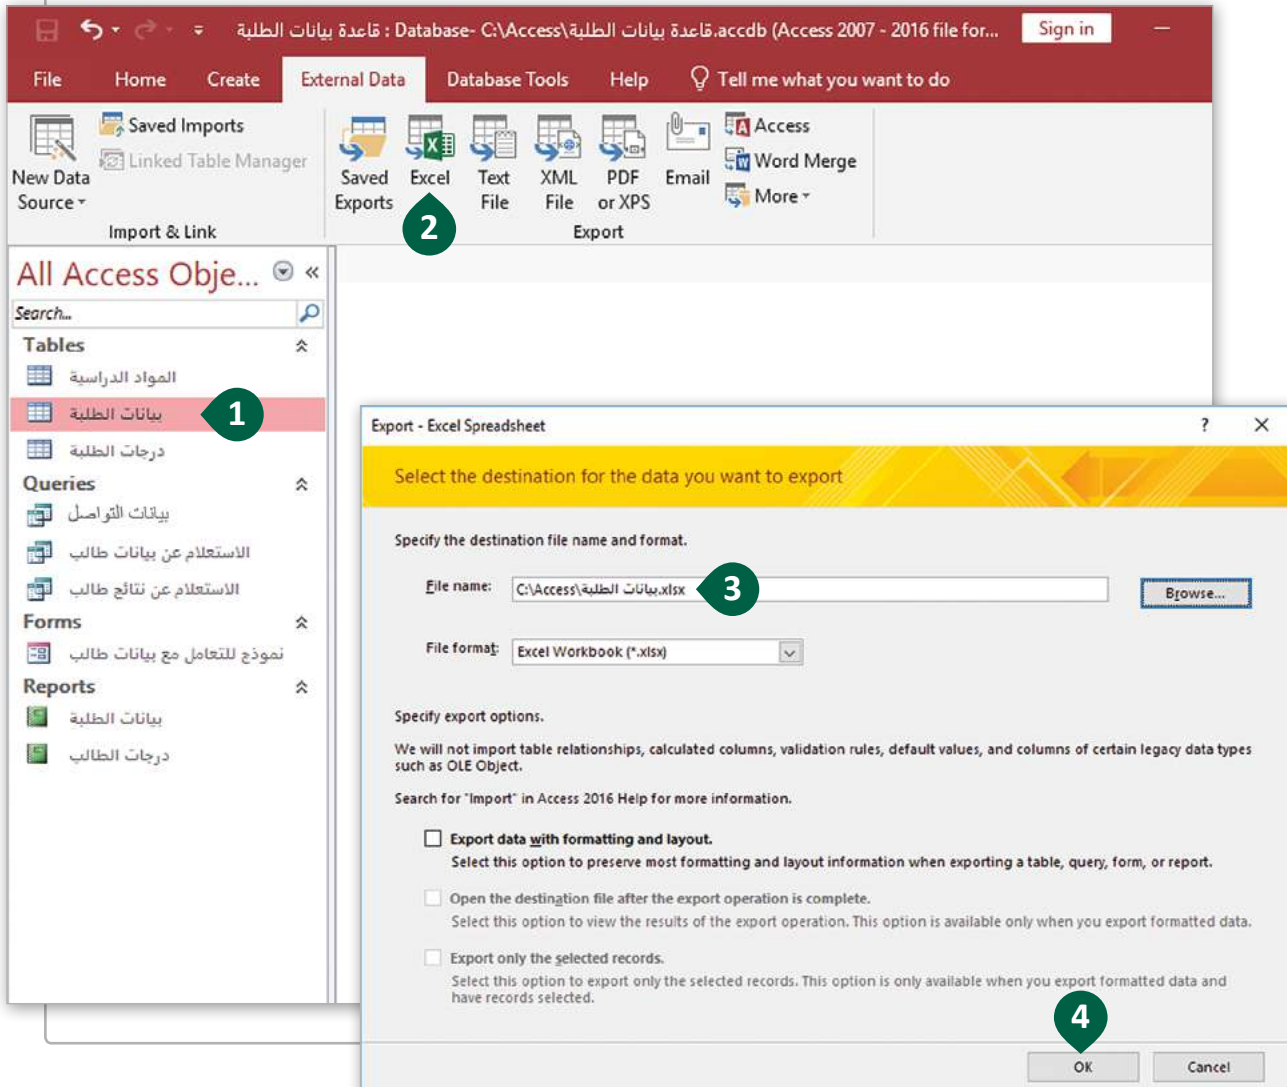 قاعدة بيانات الطلبة : Database- C:\Access\قاعدة بيانات الطلبة.accdb (Access 2007 - 2016 file for... Sign in
File Home Create External Data Database Tools Help Tell me what you want to do
Saved Imports
Linked Table Manager
New Data Source
Import & Link
Saved Exports
Excel
Text File
XML File
PDF or XPS
Email
Access
Word Merge
More
Export
2
All Access Obje...
Search...
Tables
المواد الدراسية
بيانات الطلبة
1
درجات الطلبة
Queries
بيانات التواصل
الاستعلام عن بيانات طالب
الاستعلام عن نتائج طالب
Forms
نموذج للتعامل مع بيانات طالب
Reports
بيانات الطلبة
درجات الطالب
Export - Excel Spreadsheet ?
Select the destination for the data you want to export
Specify the destination file name and format.
File name: C:\Access\بيانات الطلبة.xlsx 3 Browse...
File format: Excel Workbook (*.xlsx)
Specify export options.
We will not import table relationships, calculated columns, validation rules, default values, and columns of certain legacy data types
such as OLE Object.
Search for "Import" in Access 2016 Help for more information.
Export data with formatting and layout.
Select this option to preserve most formatting and layout information when exporting a table, query, form, or report.
Open the destination file after the export operation is complete.
Select this option to view the results of the export operation. This option is available only when you export formatted data.
Export only the selected records.
Select this option to export only the selected records. This option is only available when you export formatted data and
have records selected.
4
OK Cancel